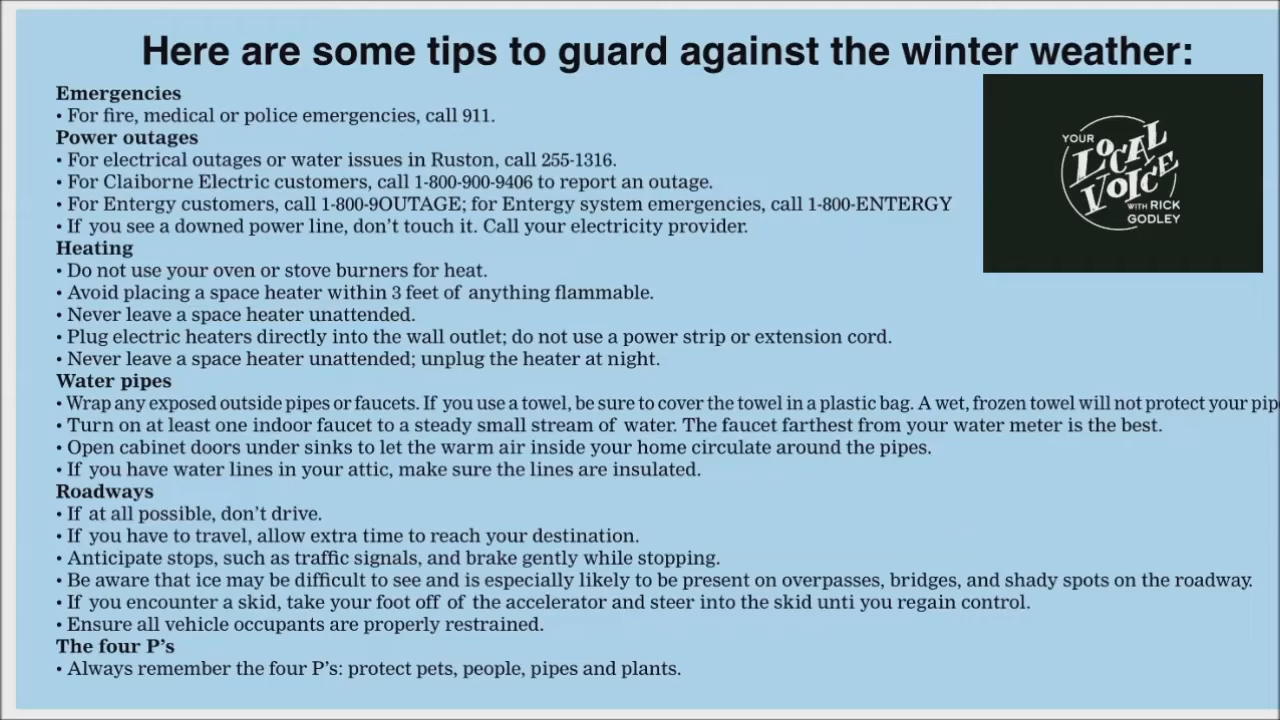 Here are some tips to guard against the winter weather:
Emergencies
• For fire, medical or police emergencies, call 911.
Power outages
• For electrical outages or water issues in Ruston, call 255-1316.
• For Claiborne Electric customers, call 1-800-900-9406 to report an outage.
• For Entergy customers, call 1-800-9OUTAGE; for Entergy system emergencies, call 1-800-ENTERGY
• If you see a downed power line, don't touch it. Call your electricity provider.
Heating
• Do not use your oven or stove burners for heat.
• Avoid placing a space heater within 3 feet of anything flammable.
• Never leave a space heater unattended.
• Plug electric heaters directly into the wall outlet; do not use a power strip or extension cord.
• Never leave a space heater unattended; unplug the heater at night.
Water pipes
• Wrap any exposed outside pipes or faucets. If you use a towel, be sure to cover the towel in a plastic bag. A wet, frozen towel will not protect your pip
• Turn on at least one indoor faucet to a steady small stream of water. The faucet farthest from your water meter is the best.
• Open cabinet doors under sinks to let the warm air inside your home circulate around the pipes.
• If you have water lines in your attic, make sure the lines are insulated.
Roadways
• If at all possible, don't drive.
• If you have to travel, allow extra time to reach your destination.
• Anticipate stops, such as traffic signals, and brake gently while stopping.
• Be aware that ice may be difficult to see and is especially likely to be present on overpasses, bridges, and shady spots on the roadway.
• If you encounter a skid, take your foot off of the accelerator and steer into the skid unti you regain control.
• Ensure all vehicle occupants are properly restrained.
The four P's
• Always remember the four P's: protect pets, people, pipes and plants.
YOUR
LOCAL
VOICE
WITH RICK
GODLEY